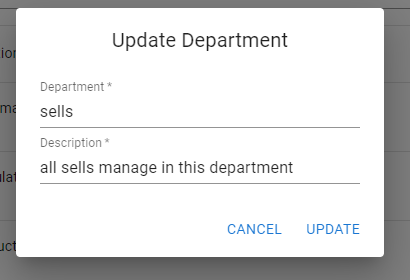 Update Department
Department *
sells
Description *
all sells manage in this department
CANCEL UPDATE